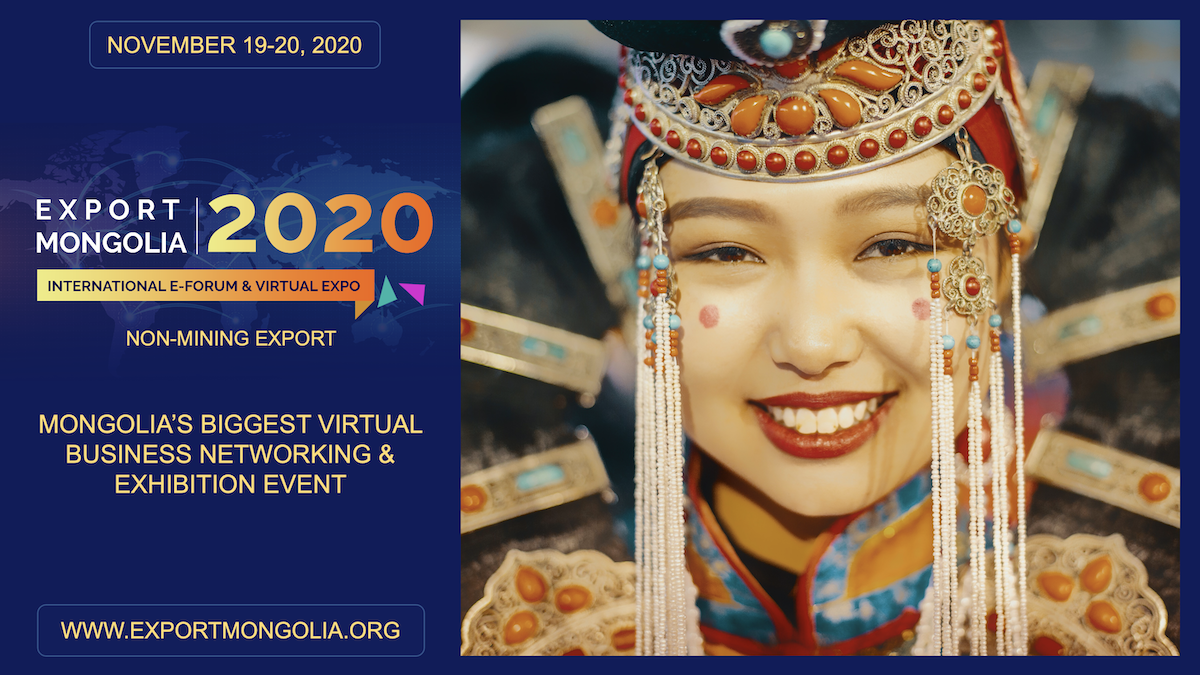 NOVEMBER 19-20, 2020
EXPORT
MONGOLIA
2020
INTERNATIONAL E-FORUM & VIRTUAL EXPO
NON-MINING EXPORT
MONGOLIA’S BIGGEST VIRTUAL
BUSINESS NETWORKING &
EXHIBITION EVENT
WWW.EXPORTMONGOLIA.ORG